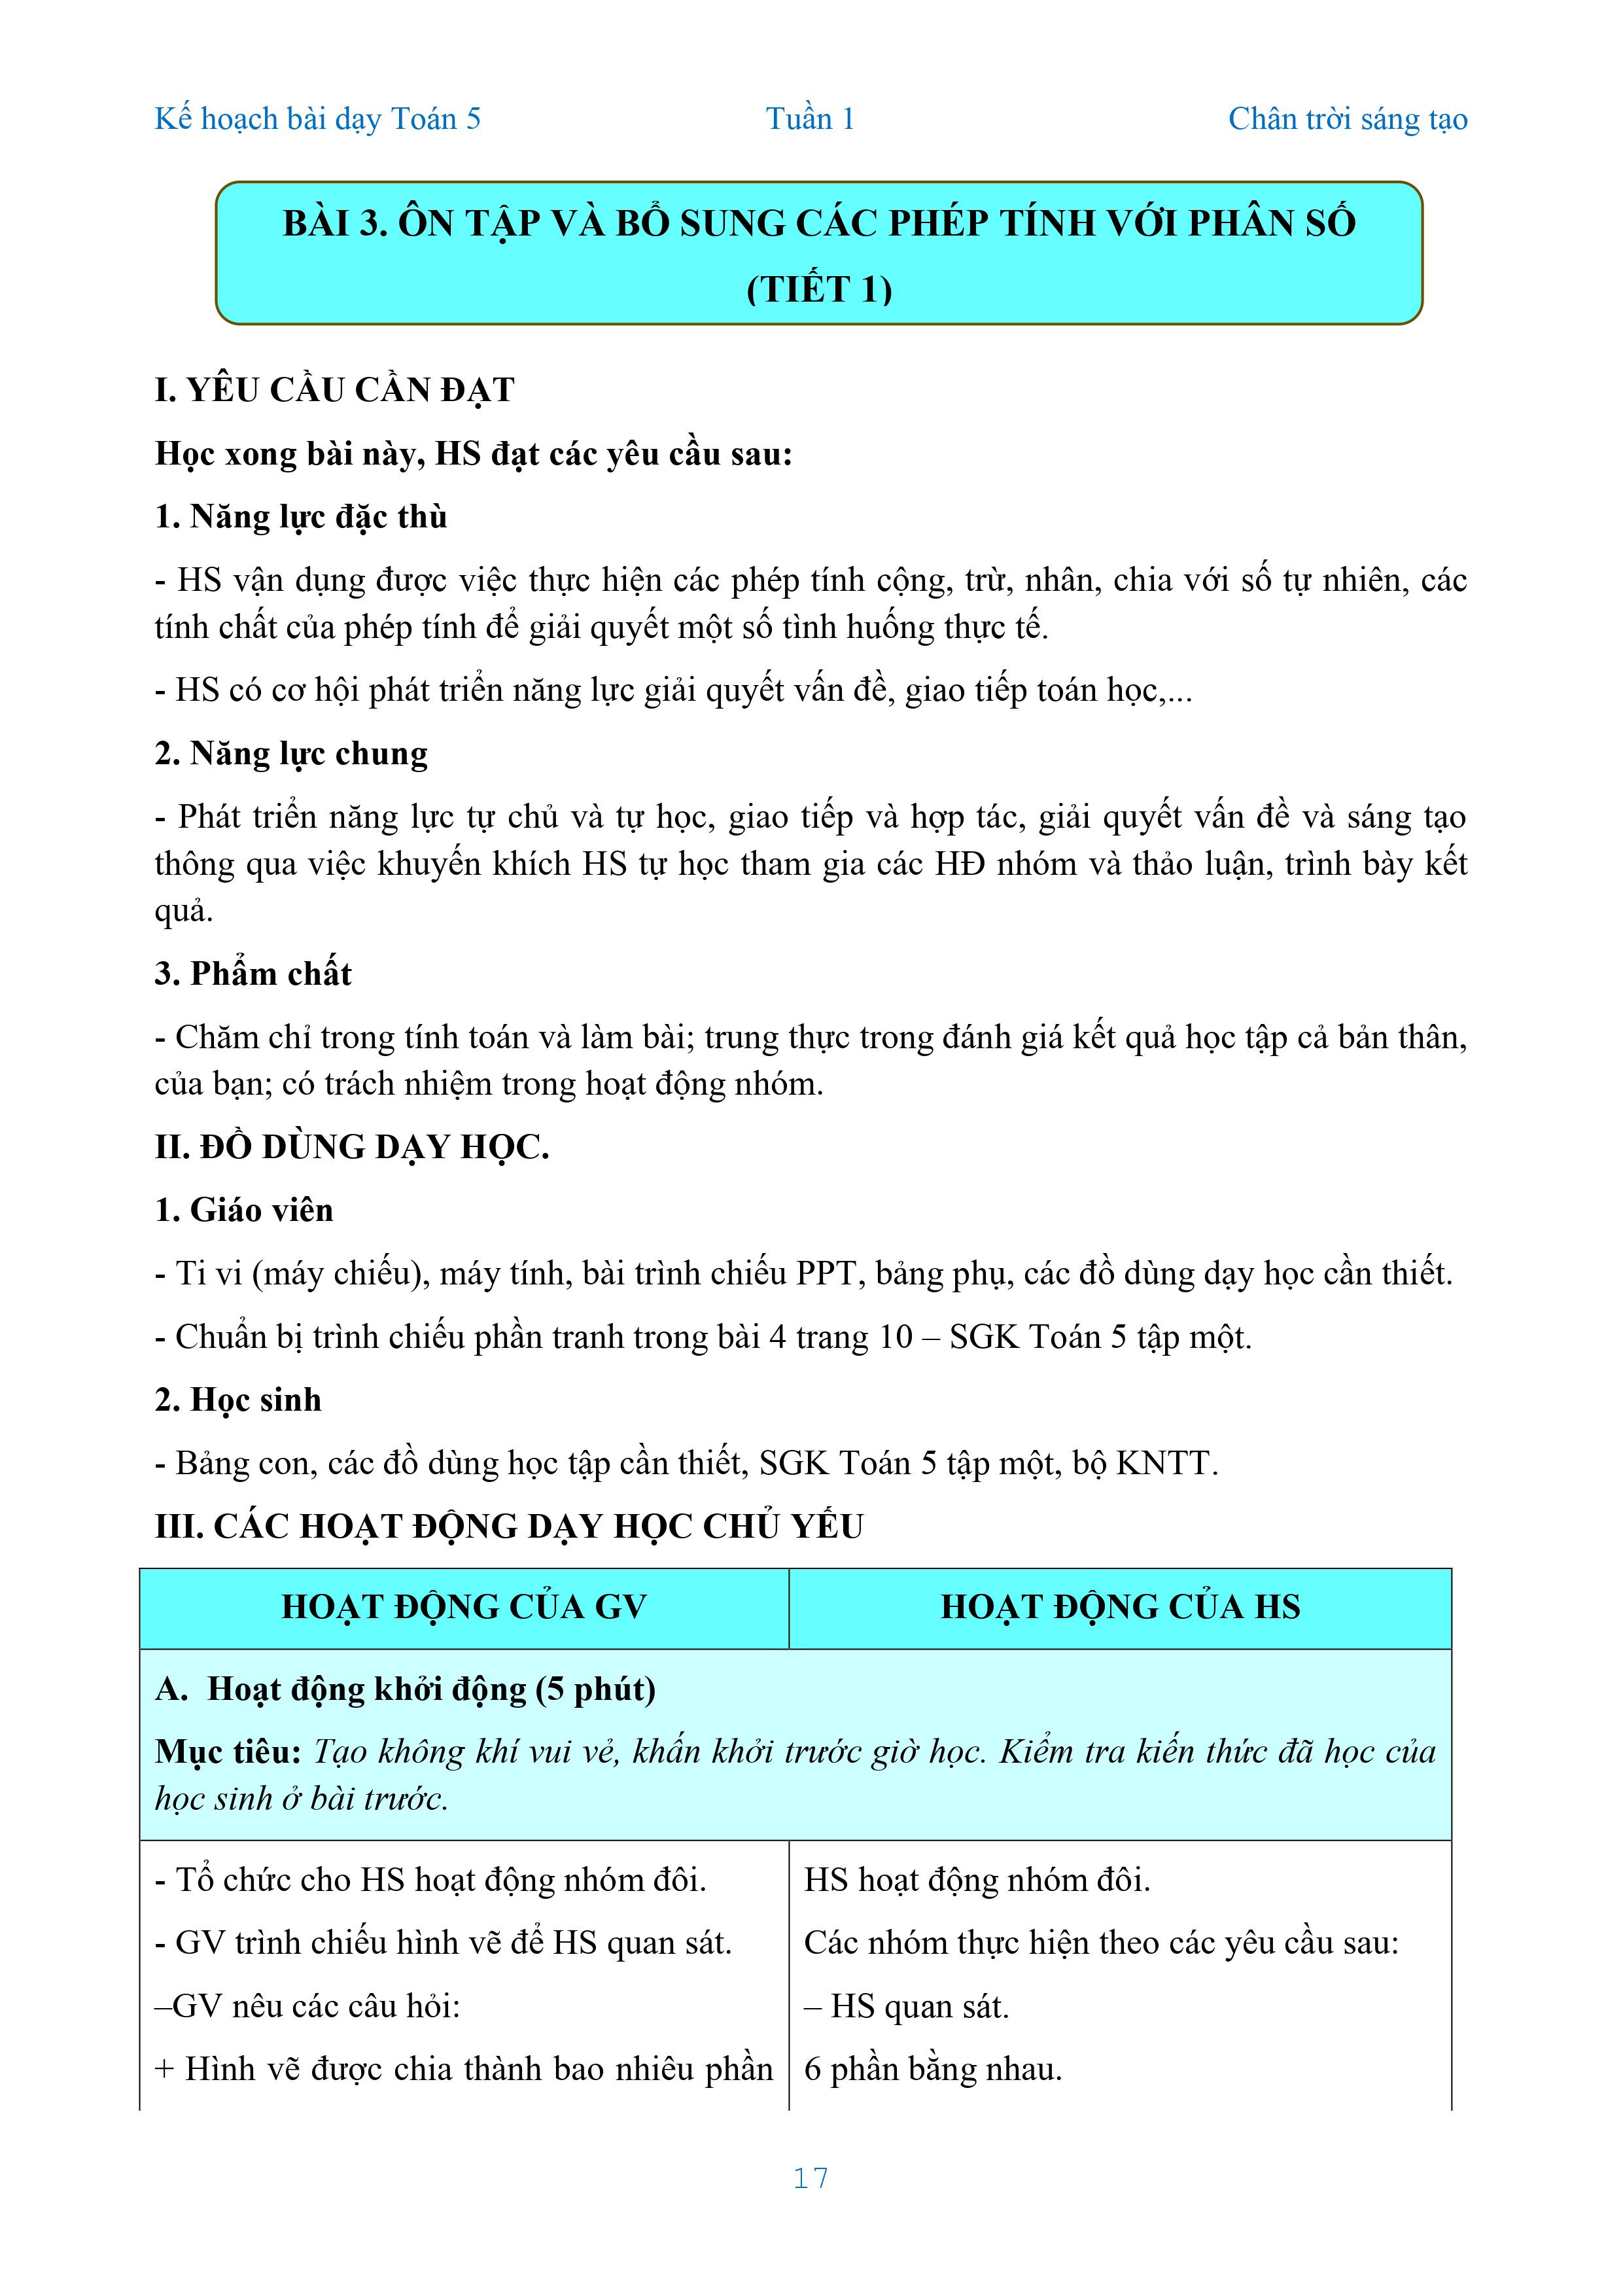 Kế hoạch bài dạy Toán 5 Tuần 1 Chân trời sáng tạo
BÀI 3. ÔN TẬP VÀ BỔ SUNG CÁC PHÉP TÍNH VỚI PHÂN SỐ
(TIẾT 1)
I. YÊU CẦU CẦN ĐẠT
Học xong bài này, HS đạt các yêu cầu sau:
1. Năng lực đặc thù
- HS vận dụng được việc thực hiện các phép tính cộng, trừ, nhân, chia với số tự nhiên, các
tính chất của phép tính để giải quyết một số tình huống thực tế.
- HS có cơ hội phát triển năng lực giải quyết vấn đề, giao tiếp toán học,...
2. Năng lực chung
- Phát triển năng lực tự chủ và tự học, giao tiếp và hợp tác, giải quyết vấn đề và sáng tạo
thông qua việc khuyến khích HS tự học tham gia các HĐ nhóm và thảo luận, trình bày kết
quả.
3. Phẩm chất
- Chăm chỉ trong tính toán và làm bài; trung thực trong đánh giá kết quả học tập cả bản thân,
của bạn; có trách nhiệm trong hoạt động nhóm.
II. ĐỒ DÙNG DẠY HỌC.
1. Giáo viên
- Ti vi (máy chiếu), máy tính, bài trình chiếu PPT, bảng phụ, các đồ dùng dạy học cần thiết.
- Chuẩn bị trình chiếu phần tranh trong bài 4 trang 10 – SGK Toán 5 tập một.
2. Học sinh
- Bảng con, các đồ dùng học tập cần thiết, SGK Toán 5 tập một, bộ KNTT.
III. CÁC HOẠT ĐỘNG DẠY HỌC CHỦ YẾU
HOẠT ĐỘNG CỦA GV
HOẠT ĐỘNG CỦA HS
A. Hoạt động khởi động (5 phút)
Mục tiêu: Tạo không khí vui vẻ, khấn khởi trước giờ học. Kiểm tra kiến thức đã học của
học sinh ở bài trước.
- Tổ chức cho HS hoạt động nhóm đôi.
- GV trình chiếu hình vẽ để HS quan sát.
–GV nêu các câu hỏi:
+ Hình vẽ được chia thành bao nhiêu phần
HS hoạt động nhóm đôi.
Các nhóm thực hiện theo các yêu cầu sau:
– HS quan sát.
6 phần bằng nhau.
17